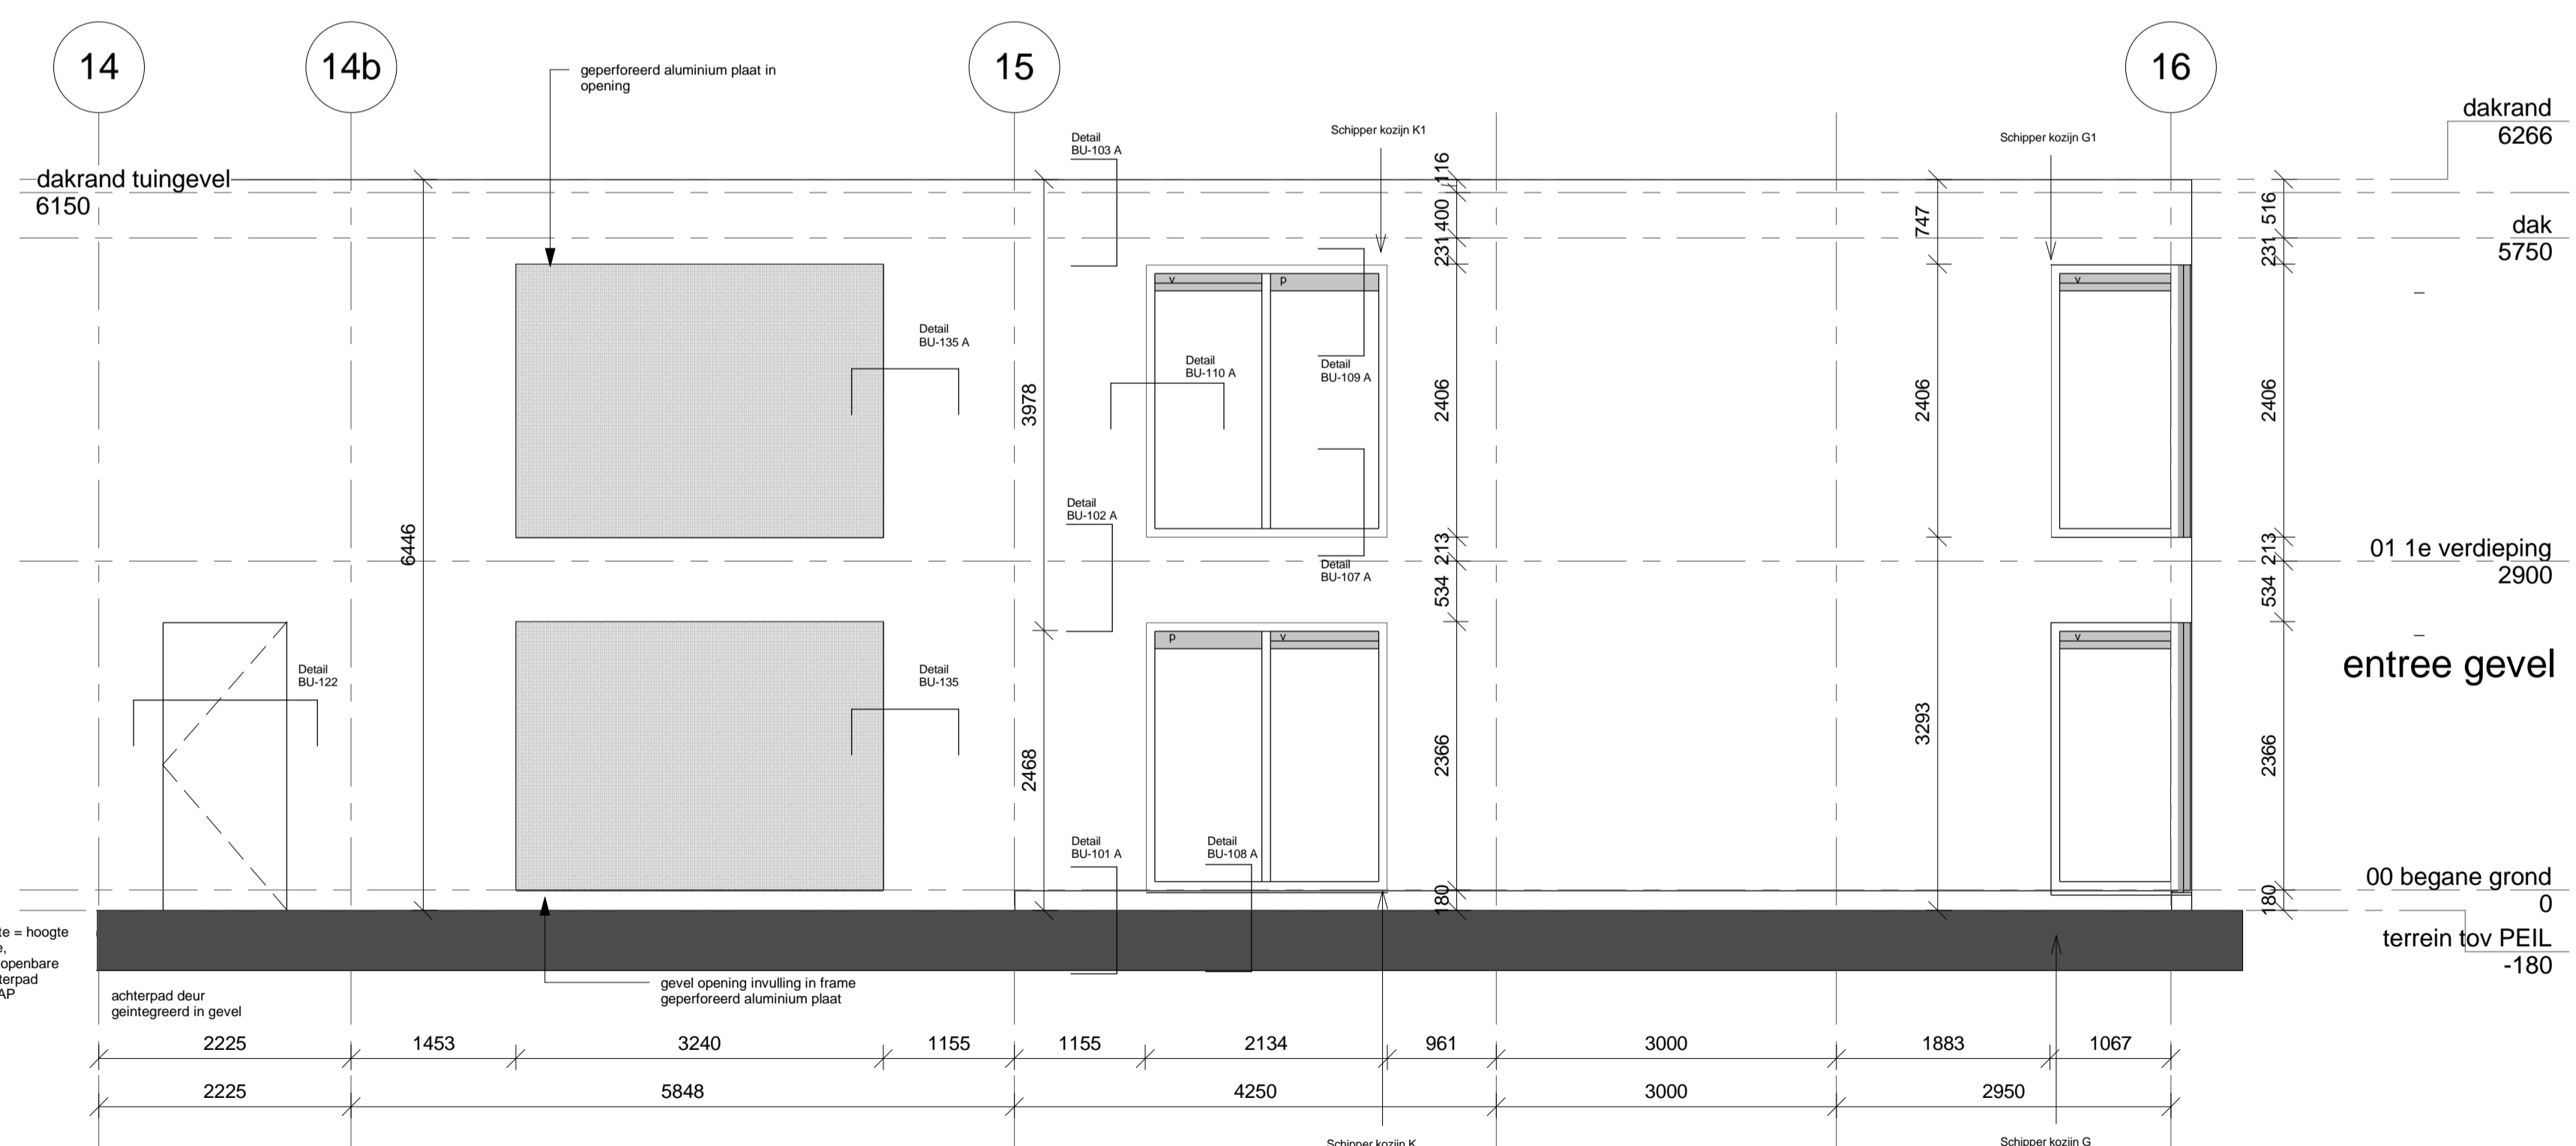 14
14b
15
16
geperforeerd aluminium plaat in
opening
dakrand
6266
Detail
BU-103 A
Schipper kozijn K1
Schipper kozijn G1
dakrand tuingevel
6150
116
400
231
747
516
231
dak
5750
v
p
v
Detail
BU-135 A
Detail
BU-110 A
Detail
BU-109 A
3978
2406
2406
2406
Detail
BU-102 A
6446
213
534
213
534
Detail
BU-107 A
01 1e verdieping
2900
p
v
v
entree gevel
Detail
BU-122
Detail
BU-135
2468
2366
3293
2366
Detail
BU-101 A
Detail
BU-108 A
180
180
00 begane grond
0
te = hoogte
openbare
terpad
AP
terrein tov PEIL
-180
achterpad deur
geintegreerd in gevel
gevel opening invulling in frame
geperforeerd aluminium plaat
2225
1453
3240
1155
1155
2134
961
3000
1883
1067
2225
5848
4250
3000
2950
Schipper kozijn K
Schipper kozijn G